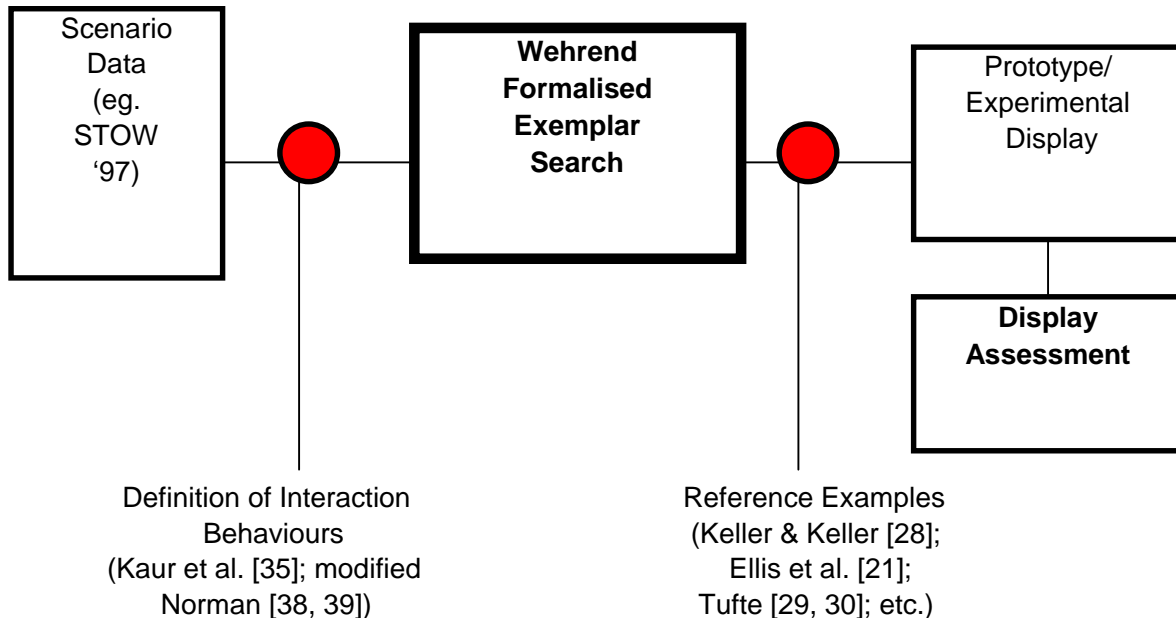 Scenario
Data
(eg.
STOW
‘97)
Wehrend
Formalised
Exemplar
Search
Prototype/
Experimental
Display
Display
Assessment
Definition of Interaction
Behaviours
(Kaur et al. [35]; modified
Norman [38, 39])
Reference Examples
(Keller & Keller [28];
Ellis et al. [21];
Tufte [29, 30]; etc.)